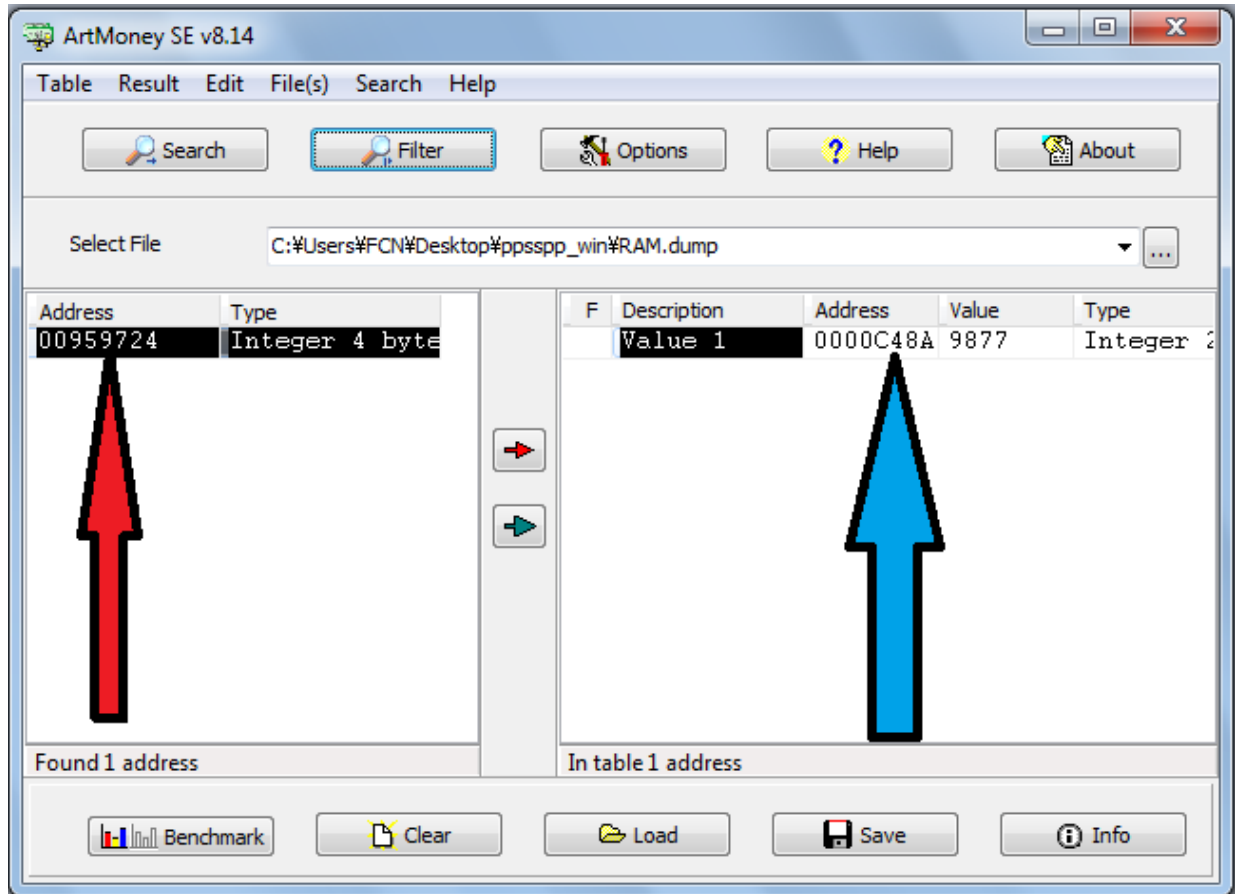 ArtMoney SE v8.14
Table Result Edit File(s) Search Help
Search Filter Options ? Help About
Select File C:¥Users¥FCN¥Desktop¥ppsspp_win¥RAM.dump ...
Address Type F Description Address Value Type
00959724 Integer 4 byte Value 1 0000C48A 9877 Integer 2
Found 1 address In table 1 address
Benchmark Clear Load Save Info